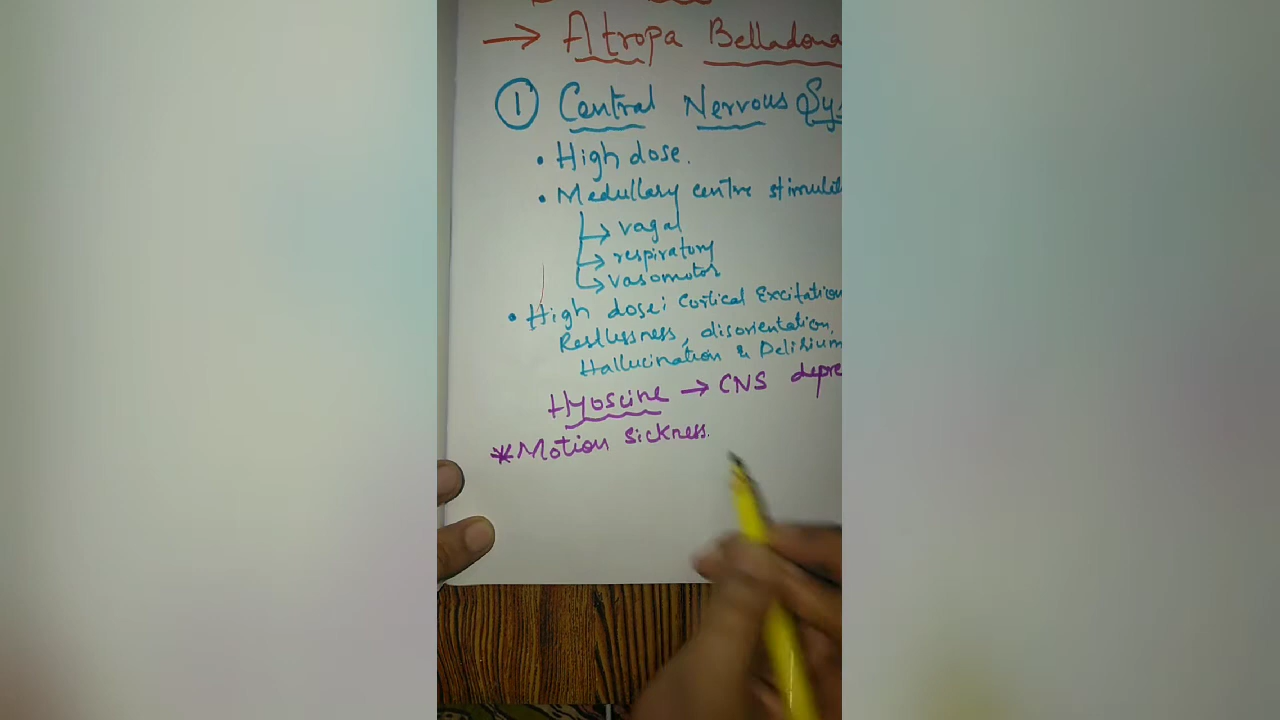 → Atropa Belladona
① Central Nervous Sys
• High dose.
• Medullary centre stimulat
→ vagal
→ respiratory
→ vasomotor
• High dose: Cortical Excitation
Restlessness, disorientation,
Hallucination & Delirium
Hyoscine → CNS depre
* Motion sickness.